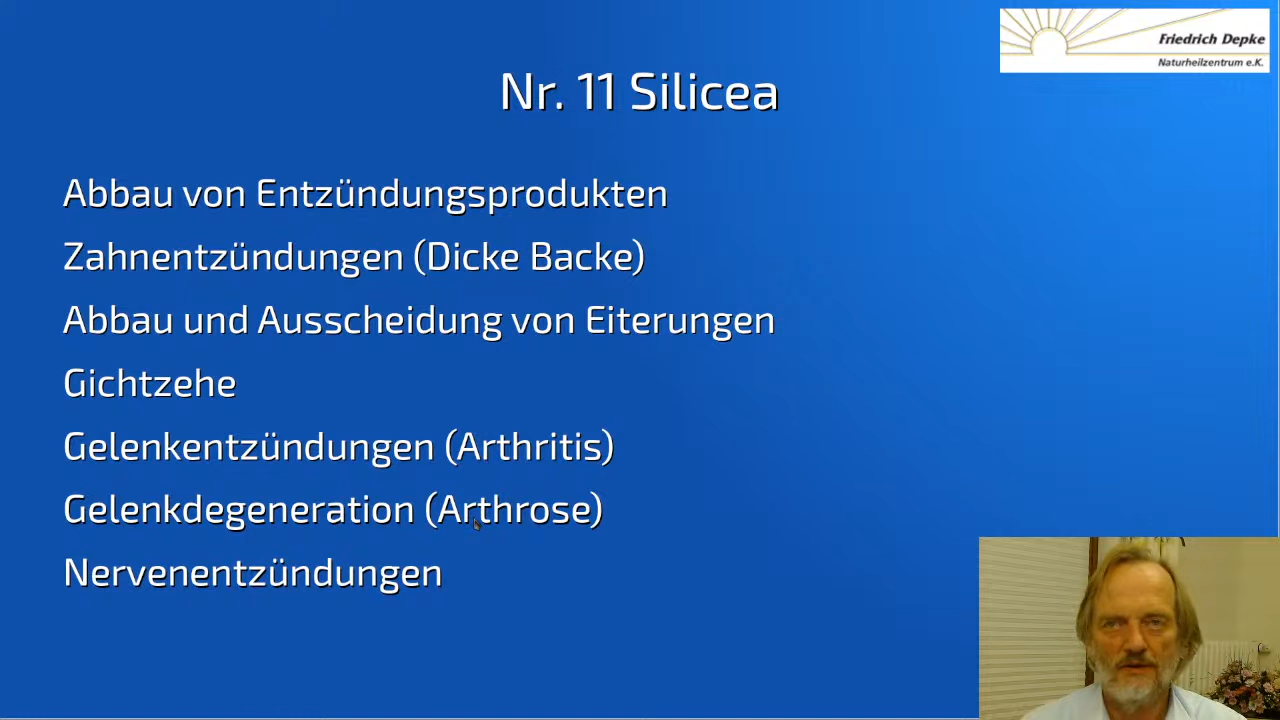 Friedrich Depke
Naturheilzentrum e.K.
Nr. 11 Silicea
Abbau von Entzündungsprodukten
Zahnentzündungen (Dicke Backe)
Abbau und Ausscheidung von Eiterungen
Gichtzehe
Gelenkentzündungen (Arthritis)
Gelenkdegeneration (Arthrose)
Nervenentzündungen